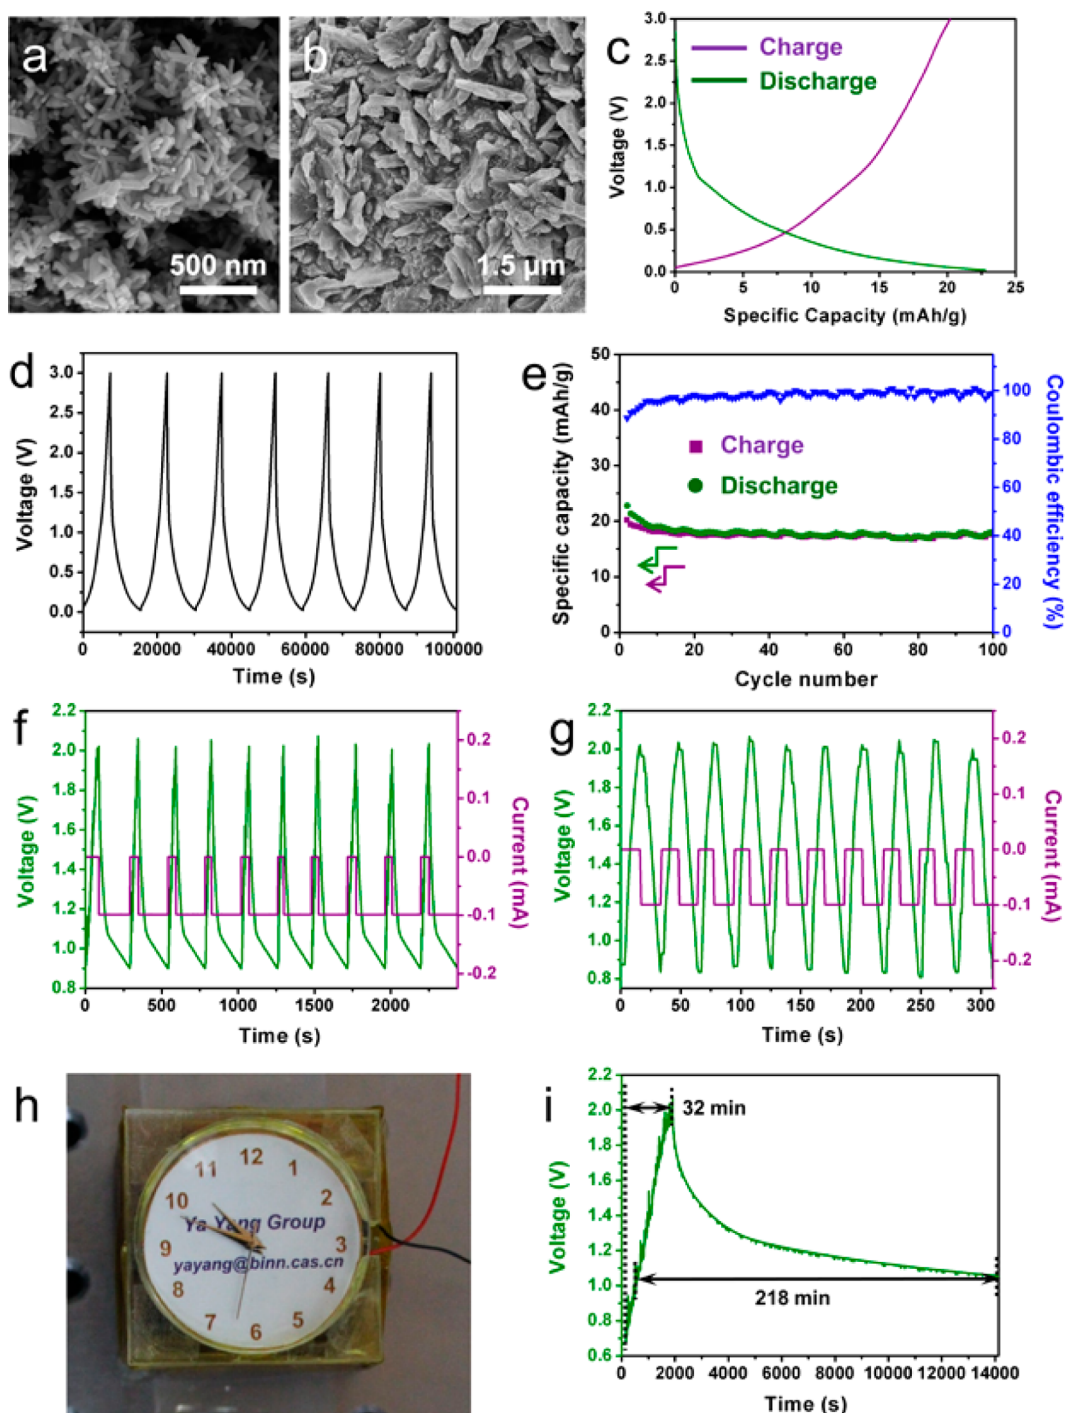 a
500 nm
b
1.5 µm
c
Charge
Discharge
3.0
2.5
2.0
1.5
1.0
0.5
0.0
Voltage (V)
0 5 10 15 20 25
Specific Capacity (mAh/g)
d
3.0
2.5
2.0
1.5
1.0
0.5
0.0
Voltage (V)
0 20000 40000 60000 80000 100000
Time (s)
e
50
40
30
20
10
0
Specific capacity (mAh/g)
Charge
Discharge
100
80
60
40
20
0
Coulombic efficiency (%)
0 20 40 60 80 100
Cycle number
f
2.2
2.0
1.8
1.6
1.4
1.2
1.0
0.8
Voltage (V)
0.2
0.1
0.0
-0.1
-0.2
Current (mA)
0 500 1000 1500 2000
Time (s)
g
2.2
2.0
1.8
1.6
1.4
1.2
1.0
0.8
Voltage (V)
0.2
0.1
0.0
-0.1
-0.2
Current (mA)
0 50 100 150 200 250 300
Time (s)
h
12
11 1
10 2
Ya Yang Group
9 3
yayang@binn.cas.cn
8 4
7 5
6
i
2.2
2.0
1.8
1.6
1.4
1.2
1.0
0.8
0.6
Voltage (V)
32 min
218 min
0 2000 4000 6000 8000 10000 12000 14000
Time (s)